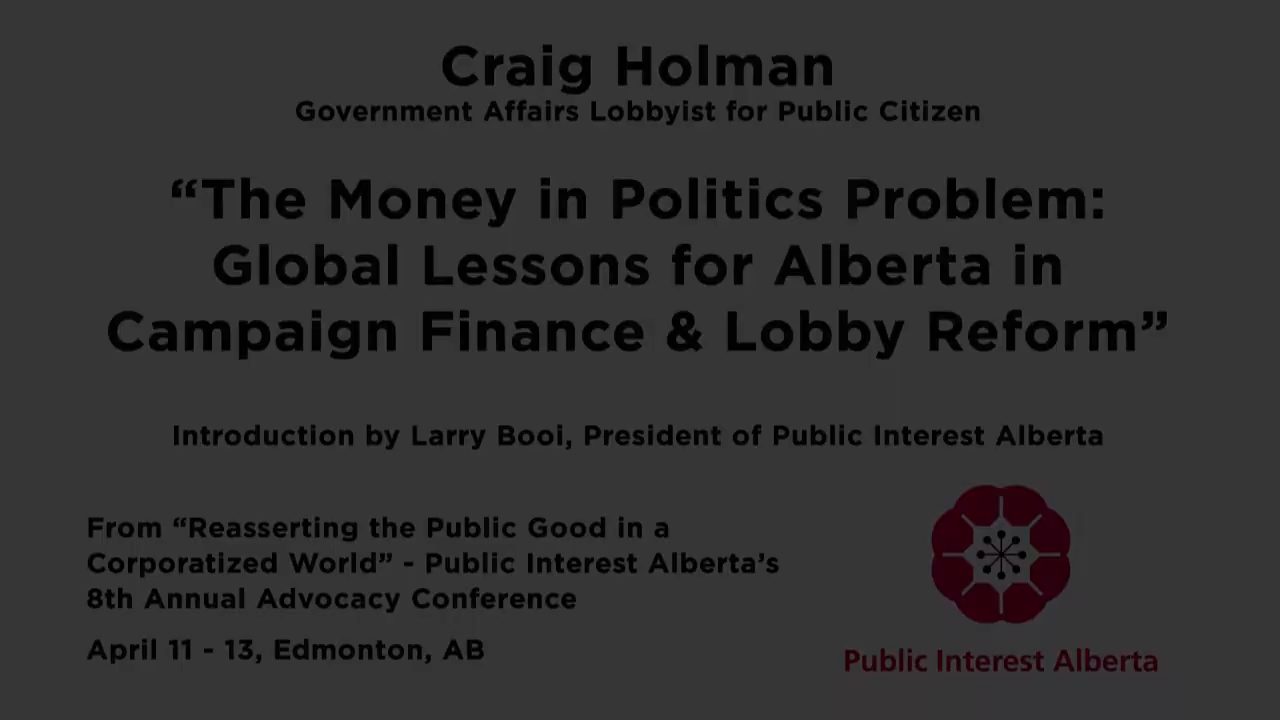 Craig Holman
Government Affairs Lobbyist for Public Citizen
“The Money in Politics Problem:
Global Lessons for Alberta in
Campaign Finance & Lobby Reform”
Introduction by Larry Booi, President of Public Interest Alberta
From “Reasserting the Public Good in a
Corporatized World” - Public Interest Alberta’s
8th Annual Advocacy Conference
April 11 - 13, Edmonton, AB
Public Interest Alberta